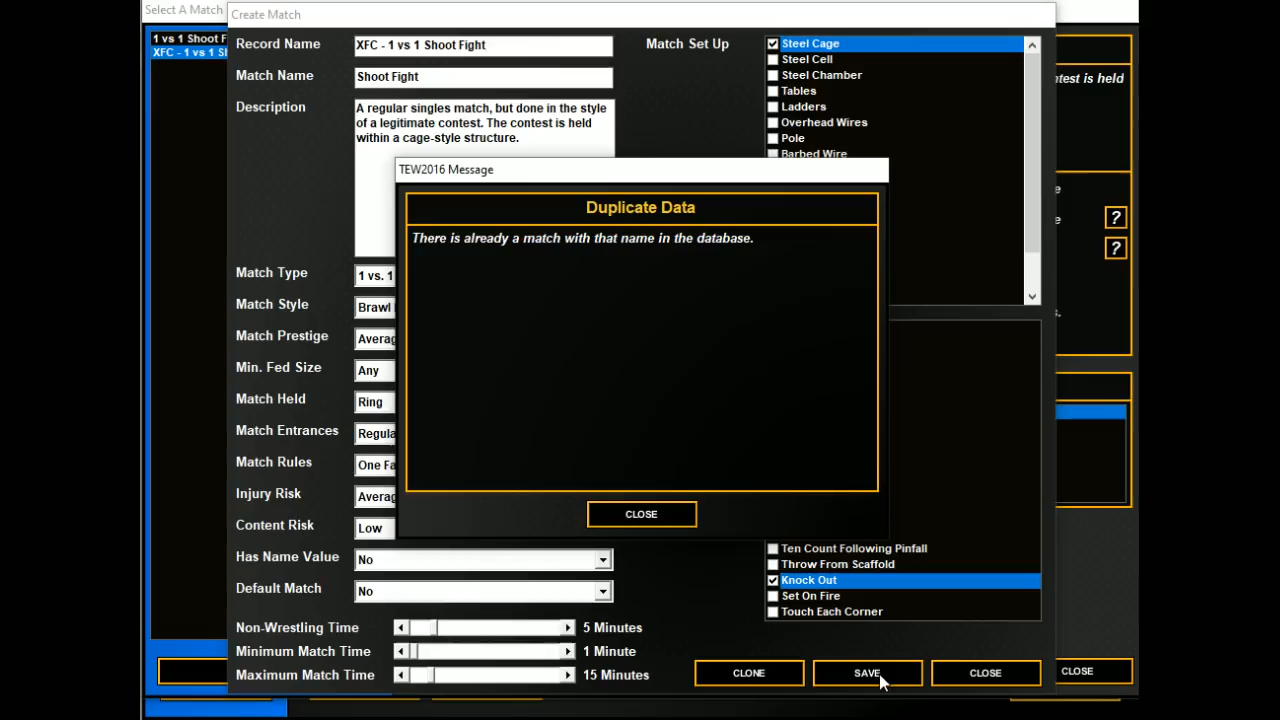 Select A Match
Create Match
1 vs 1 Shoot F
XFC - 1 vs 1 S
Record Name
XFC - 1 vs 1 Shoot Fight
Match Name
Shoot Fight
Description
A regular singles match, but done in the style
of a legitimate contest. The contest is held
within a cage-style structure.
Match Set Up
Steel Cage
Steel Cell
Steel Chamber
Tables
Ladders
Overhead Wires
Pole
Barbed Wire
ntest is held
?
?
TEW2016 Message
Duplicate Data
There is already a match with that name in the database.
CLOSE
Match Type
1 vs. 1
Match Style
Brawl
Match Prestige
Averag
Min. Fed Size
Any
Match Held
Ring
Match Entrances
Regula
Match Rules
One Fa
Injury Risk
Averag
Content Risk
Low
Has Name Value
No
Default Match
No
Non-Wrestling Time
5 Minutes
Minimum Match Time
1 Minute
Maximum Match Time
15 Minutes
Ten Count Following Pinfall
Throw From Scaffold
Knock Out
Set On Fire
Touch Each Corner
CLONE
SAVE
CLOSE
CLOSE